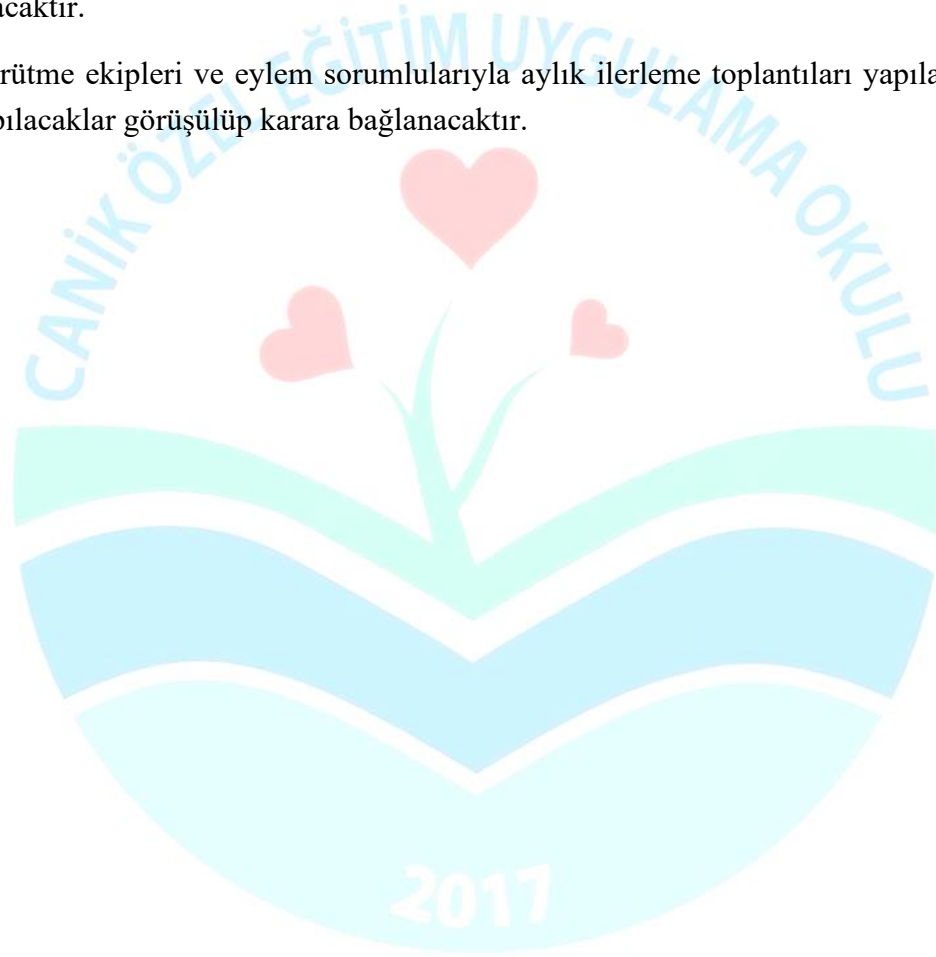 acaktır.
rütme ekipleri ve eylem sorumlularıyla aylık ilerleme toplantıları yapıla
pılacaklar görüşülüp karara bağlanacaktır.
CANİK ÖZEL EĞİTİM UYGULAMA OKULU
2017